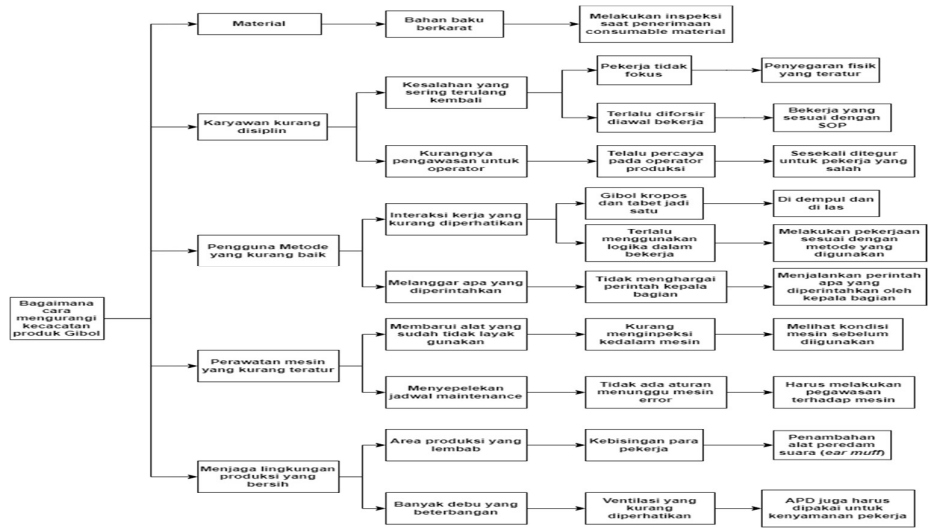 Material
Bahan baku
berkarat
Melakukan inspeksi
saat penerimaan
consumable material
Karyawan kurang
disiplin
Kesalahan yang
sering terulang
kembali
Pekerja tidak
fokus
Penyegaran fisik
yang teratur
Terlalu diforsir
diawal bekerja
Bekerja yang
sesuai dengan
SOP
Kurangnya
pengawasan untuk
operator
Telalu percaya
pada operator
produksi
Sesekali ditegur
untuk pekerja yang
salah
Bagaimana
cara
mengurangi
kecacatan
produk Gibol
Pengguna Metode
yang kurang baik
Interaksi kerja yang
kurang diperhatikan
Gibol kropos
dan tabet jadi
satu
Di dempul dan
di las
Terlalu
menggunakan
logika dalam
bekerja
Melakukan pekerjaan
sesuai dengan
metode yang
digunakan
Melanggar apa yang
diperintahkan
Tidak menghargai
perintah kepala
bagian
Menjalankan perintah
apa yang
diperintahkan oleh
kepala bagian
Perawatan mesin
yang kurang teratur
Membarui alat yang
sudah tidak layak
gunakan
Kurang
menginpeksi
kedalam mesin
Melihat kondisi
mesin sebelum
diigunakan
Menyepelekan
jadwal maintenance
Tidak ada aturan
menunggu mesin
error
Harus melakukan
pegawasan
terhadap mesin
Menjaga lingkungan
produksi yang
bersih
Area produksi yang
lembab
Kebisingan para
pekerja
Penambahan
alat peredam
suara (ear muff)
Banyak debu yang
beterbangan
Ventilasi yang
kurang
diperhatikan
APD juga harus
dipakai untuk
kenyamanan pekerja